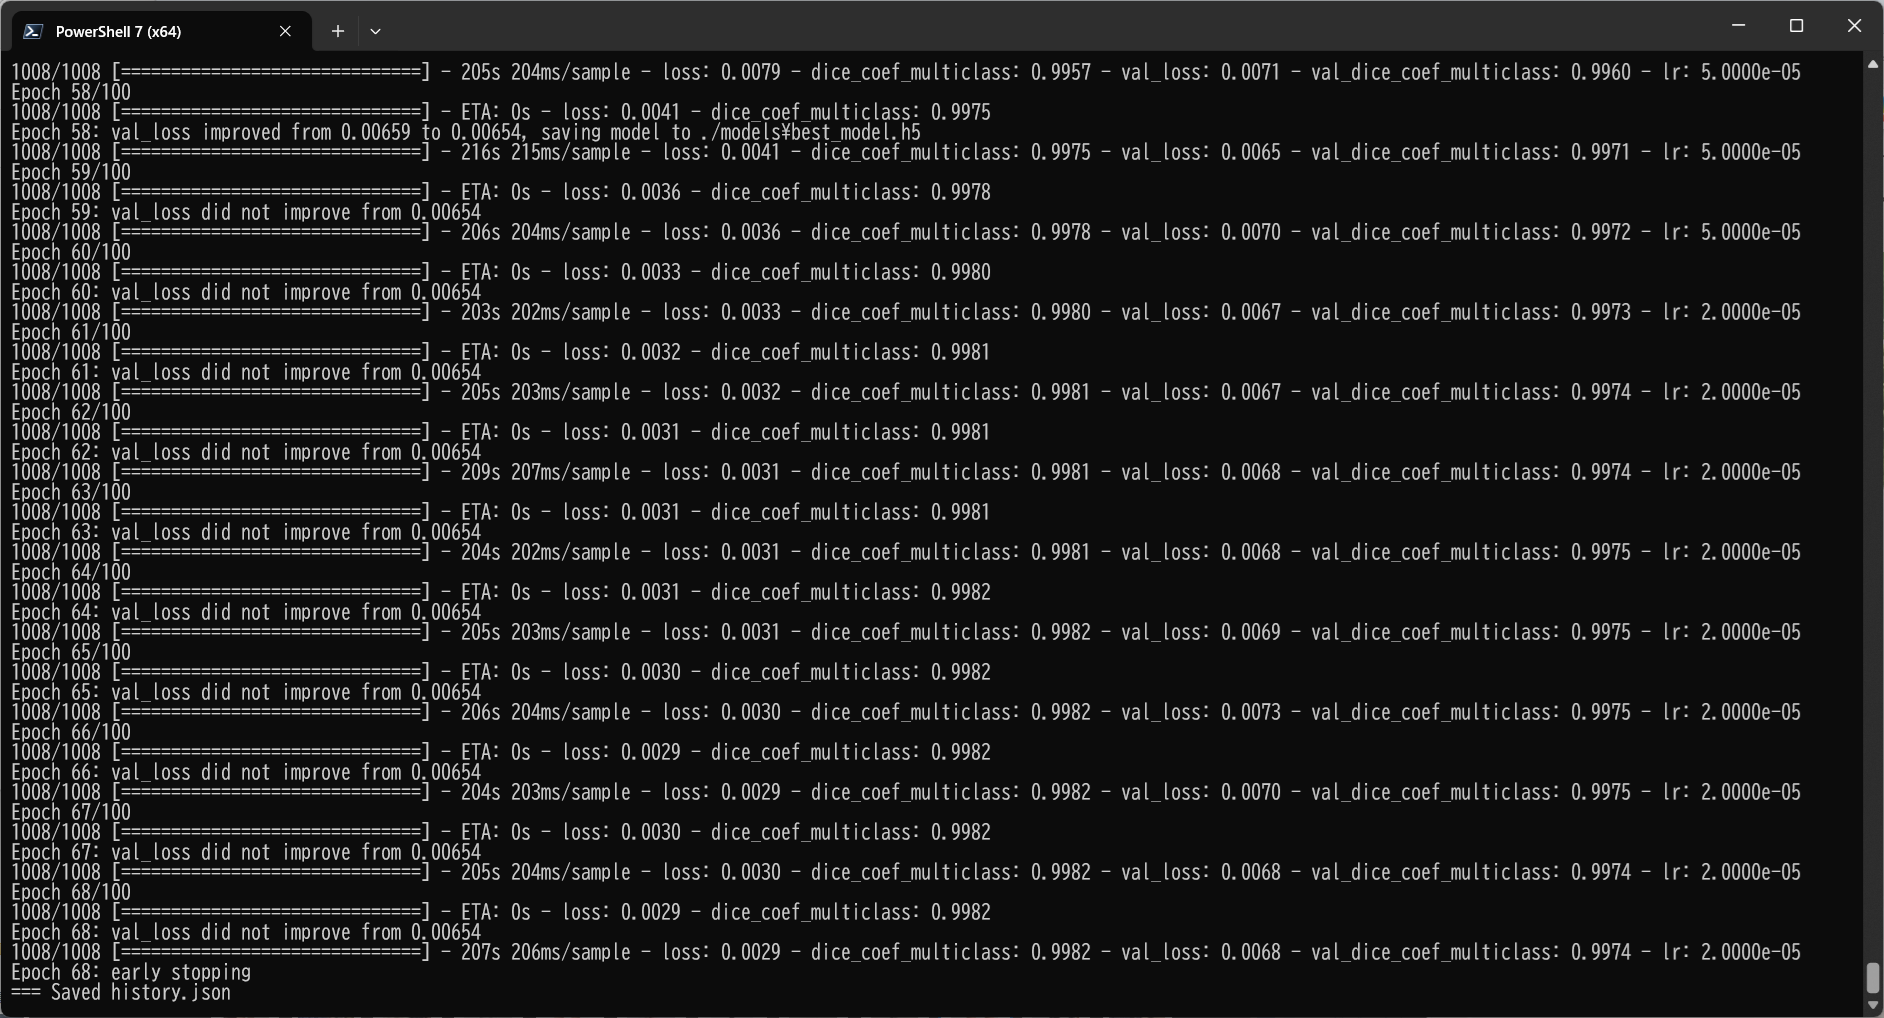 PowerShell 7 (x64)
1008/1008 [==============================] - 205s 204ms/sample - loss: 0.0079 - dice_coef_multiclass: 0.9957 - val_loss: 0.0071 - val_dice_coef_multiclass: 0.9960 - lr: 5.0000e-05
Epoch 58/100
1008/1008 [==============================] - ETA: 0s - loss: 0.0041 - dice_coef_multiclass: 0.9975
Epoch 58: val_loss improved from 0.00659 to 0.00654, saving model to ./models¥best_model.h5
1008/1008 [==============================] - 216s 215ms/sample - loss: 0.0041 - dice_coef_multiclass: 0.9975 - val_loss: 0.0065 - val_dice_coef_multiclass: 0.9971 - lr: 5.0000e-05
Epoch 59/100
1008/1008 [==============================] - ETA: 0s - loss: 0.0036 - dice_coef_multiclass: 0.9978
Epoch 59: val_loss did not improve from 0.00654
1008/1008 [==============================] - 206s 204ms/sample - loss: 0.0036 - dice_coef_multiclass: 0.9978 - val_loss: 0.0070 - val_dice_coef_multiclass: 0.9972 - lr: 5.0000e-05
Epoch 60/100
1008/1008 [==============================] - ETA: 0s - loss: 0.0033 - dice_coef_multiclass: 0.9980
Epoch 60: val_loss did not improve from 0.00654
1008/1008 [==============================] - 203s 202ms/sample - loss: 0.0033 - dice_coef_multiclass: 0.9980 - val_loss: 0.0067 - val_dice_coef_multiclass: 0.9973 - lr: 2.0000e-05
Epoch 61/100
1008/1008 [==============================] - ETA: 0s - loss: 0.0032 - dice_coef_multiclass: 0.9981
Epoch 61: val_loss did not improve from 0.00654
1008/1008 [==============================] - 205s 203ms/sample - loss: 0.0032 - dice_coef_multiclass: 0.9981 - val_loss: 0.0067 - val_dice_coef_multiclass: 0.9974 - lr: 2.0000e-05
Epoch 62/100
1008/1008 [==============================] - ETA: 0s - loss: 0.0031 - dice_coef_multiclass: 0.9981
Epoch 62: val_loss did not improve from 0.00654
1008/1008 [==============================] - 209s 207ms/sample - loss: 0.0031 - dice_coef_multiclass: 0.9981 - val_loss: 0.0068 - val_dice_coef_multiclass: 0.9974 - lr: 2.0000e-05
Epoch 63/100
1008/1008 [==============================] - ETA: 0s - loss: 0.0031 - dice_coef_multiclass: 0.9981
Epoch 63: val_loss did not improve from 0.00654
1008/1008 [==============================] - 204s 202ms/sample - loss: 0.0031 - dice_coef_multiclass: 0.9981 - val_loss: 0.0068 - val_dice_coef_multiclass: 0.9975 - lr: 2.0000e-05
Epoch 64/100
1008/1008 [==============================] - ETA: 0s - loss: 0.0031 - dice_coef_multiclass: 0.9982
Epoch 64: val_loss did not improve from 0.00654
1008/1008 [==============================] - 205s 203ms/sample - loss: 0.0031 - dice_coef_multiclass: 0.9982 - val_loss: 0.0069 - val_dice_coef_multiclass: 0.9975 - lr: 2.0000e-05
Epoch 65/100
1008/1008 [==============================] - ETA: 0s - loss: 0.0030 - dice_coef_multiclass: 0.9982
Epoch 65: val_loss did not improve from 0.00654
1008/1008 [==============================] - 206s 204ms/sample - loss: 0.0030 - dice_coef_multiclass: 0.9982 - val_loss: 0.0073 - val_dice_coef_multiclass: 0.9975 - lr: 2.0000e-05
Epoch 66/100
1008/1008 [==============================] - ETA: 0s - loss: 0.0029 - dice_coef_multiclass: 0.9982
Epoch 66: val_loss did not improve from 0.00654
1008/1008 [==============================] - 204s 203ms/sample - loss: 0.0029 - dice_coef_multiclass: 0.9982 - val_loss: 0.0070 - val_dice_coef_multiclass: 0.9975 - lr: 2.0000e-05
Epoch 67/100
1008/1008 [==============================] - ETA: 0s - loss: 0.0030 - dice_coef_multiclass: 0.9982
Epoch 67: val_loss did not improve from 0.00654
1008/1008 [==============================] - 205s 204ms/sample - loss: 0.0030 - dice_coef_multiclass: 0.9982 - val_loss: 0.0068 - val_dice_coef_multiclass: 0.9974 - lr: 2.0000e-05
Epoch 68/100
1008/1008 [==============================] - ETA: 0s - loss: 0.0029 - dice_coef_multiclass: 0.9982
Epoch 68: val_loss did not improve from 0.00654
1008/1008 [==============================] - 207s 206ms/sample - loss: 0.0029 - dice_coef_multiclass: 0.9982 - val_loss: 0.0068 - val_dice_coef_multiclass: 0.9974 - lr: 2.0000e-05
Epoch 68: early stopping
=== Saved history.json